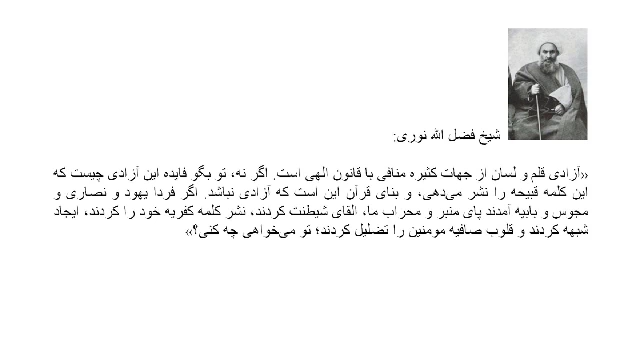 شیخ فضل الله نوری:
«آزادی قلم و لسان از جهات کثیره منافی با قانون الهی است. اگر نه، تو بگو فایده این آزادی چیست که
این کلمه قبیحه را نشر می‌دهی، و بنای قرآن این است که آزادی نباشد. اگر فردا یهود و نصاری و
مجوس و بابیه آمدند پای منبر و محراب ما، القای شیطنت کردند، نشر کلمه کفریه خود را کردند، ایجاد
شبهه کردند و قلوب صافیه مومنین را تضلیل کردند؛ تو می‌خواهی چه کنی؟»